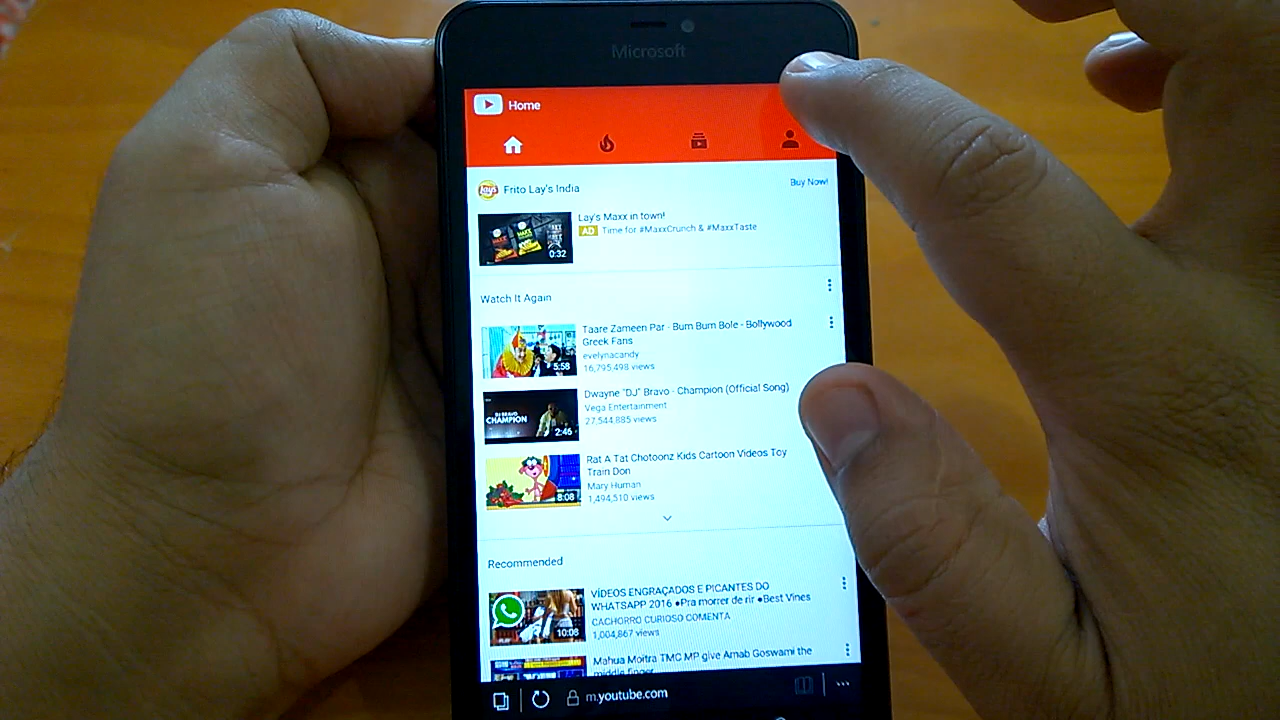 Microsoft
Home
Frito Lay's India
Buy Now!
Lay's Maxx in town!
AD Time for #MaxxCrunch & #MaxxTaste
0:32
Watch It Again
Taare Zameen Par - Bum Bum Bole - Bollywood
Greek Fans
evelynacandy
16,795,498 views
5:58
Dwayne "DJ" Bravo - Champion (Official Song)
Vega Entertainment
27,544,885 views
DJ BRAVO
CHAMPION
2:46
Rat A Tat Chotoonz Kids Cartoon Videos Toy
Train Don
Mary Human
1,494,510 views
8:08
Recommended
VÍDEOS ENGRAÇADOS E PICANTES DO
WHATSAPP 2016 ●Pra morrer de rir ●Best Vines
CACHORRO CURIOSO COMENTA
1,004,867 views
10:08
Mahua Moitra TMC MP give Arnab Goswami the
middle finger
m.youtube.com